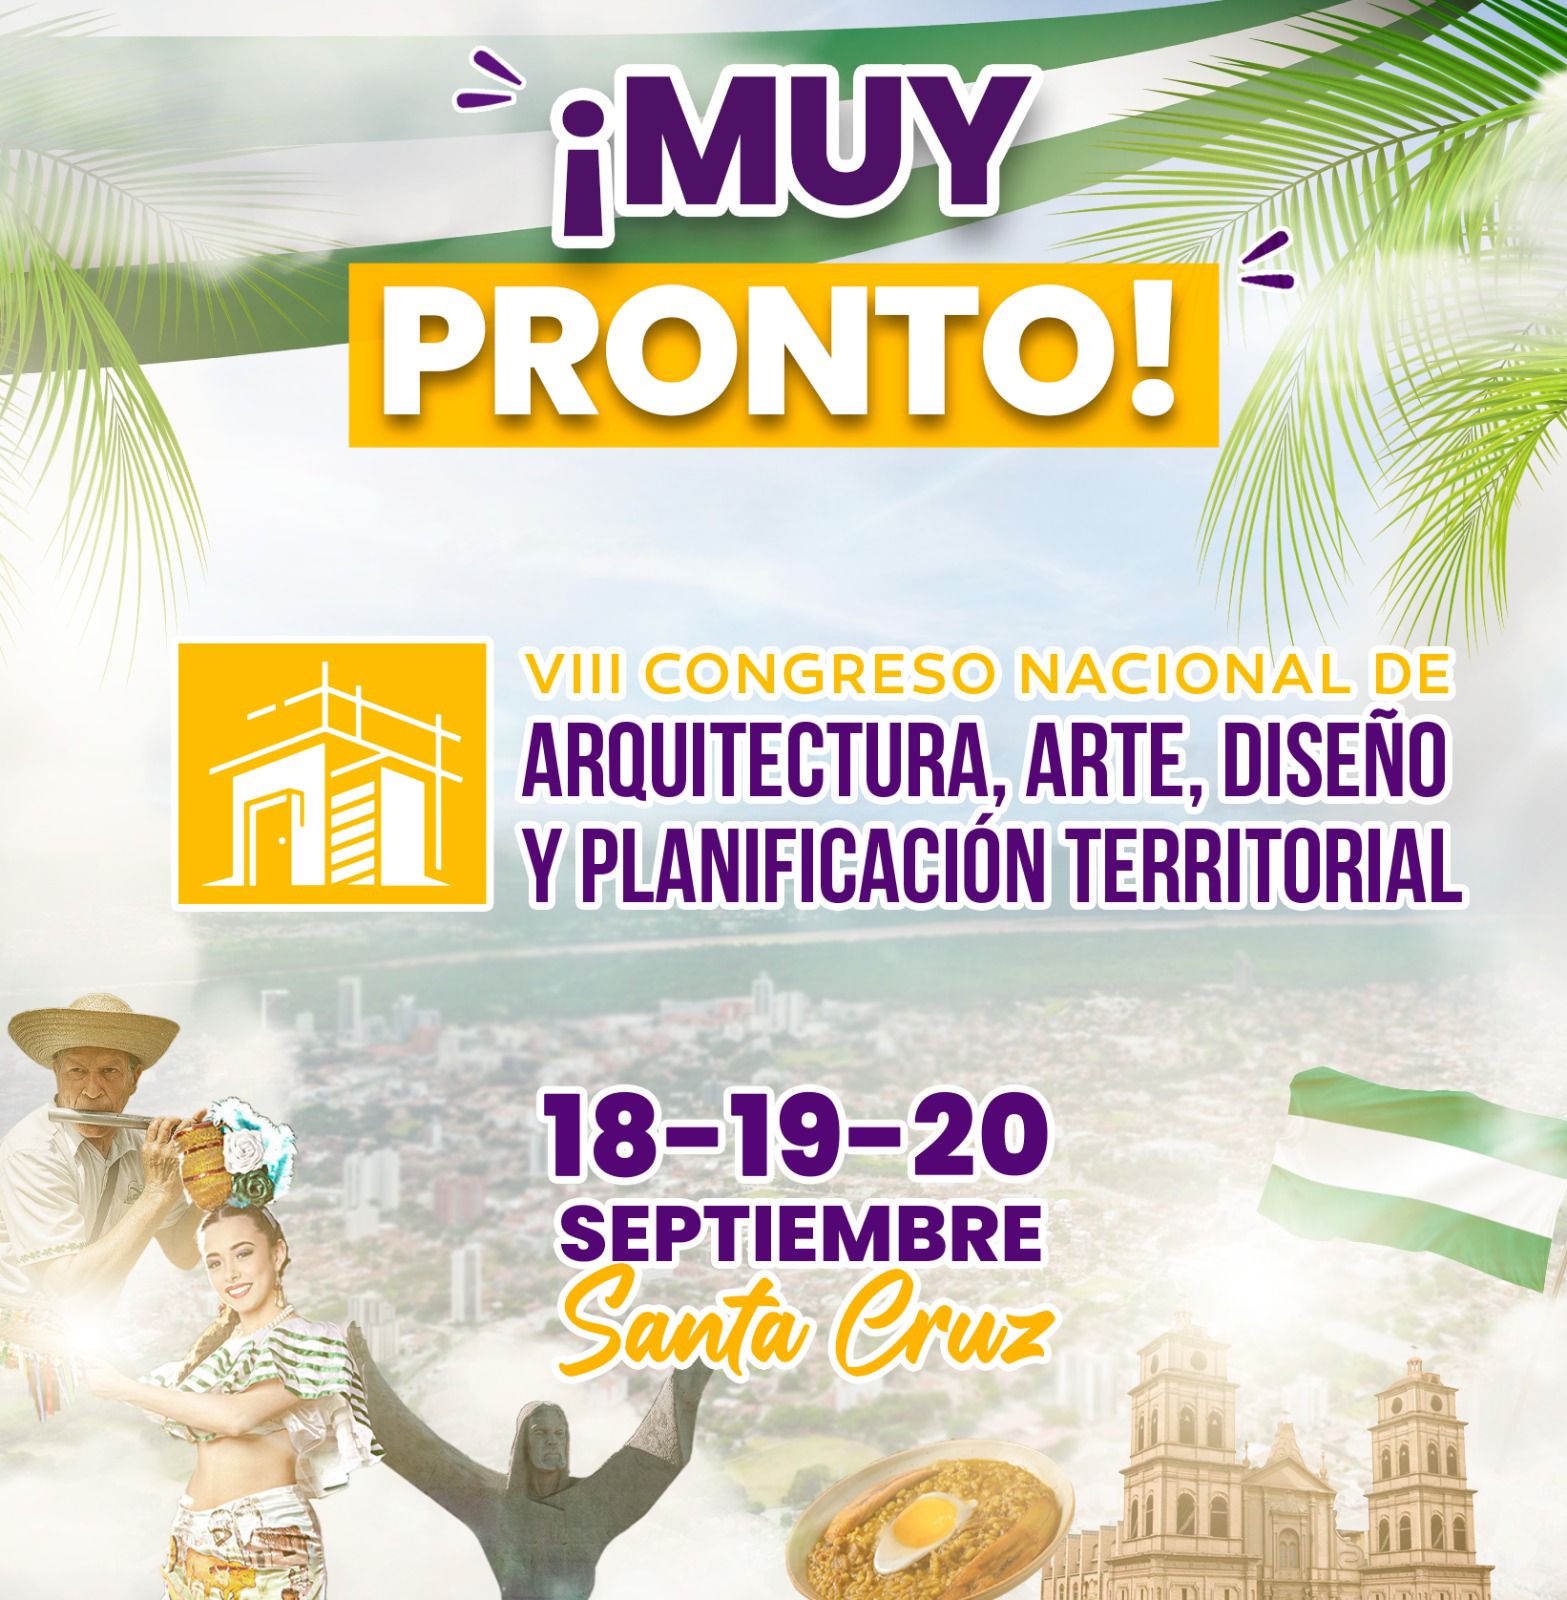 ¡MUY
PRONTO!
VIII CONGRESO NACIONAL DE
ARQUITECTURA, ARTE, DISEÑO
Y PLANIFICACIÓN TERRITORIAL
18-19-20
SEPTIEMBRE
Santa Cruz